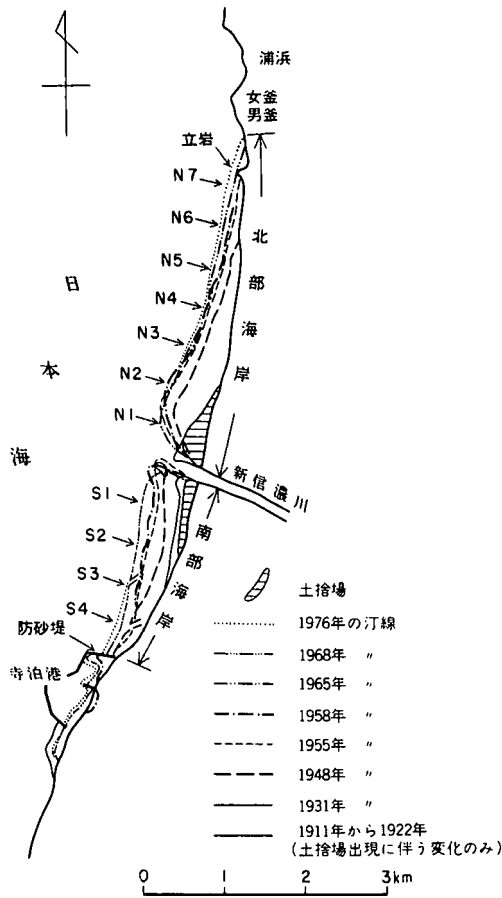 浦浜
女釜
男釜
立岩
N7
N6
N5
N4
N3
N2
N1
北部海岸
日本海
新信濃川
S1
S2
S3
S4
南部海岸
防砂堤
寺泊港
土捨場
1976年の汀線
1968年 〃
1965年 〃
1958年 〃
1955年 〃
1948年 〃
1931年 〃
1911年から1922年
(土捨場出現に伴う変化のみ)
0 1 2 3km